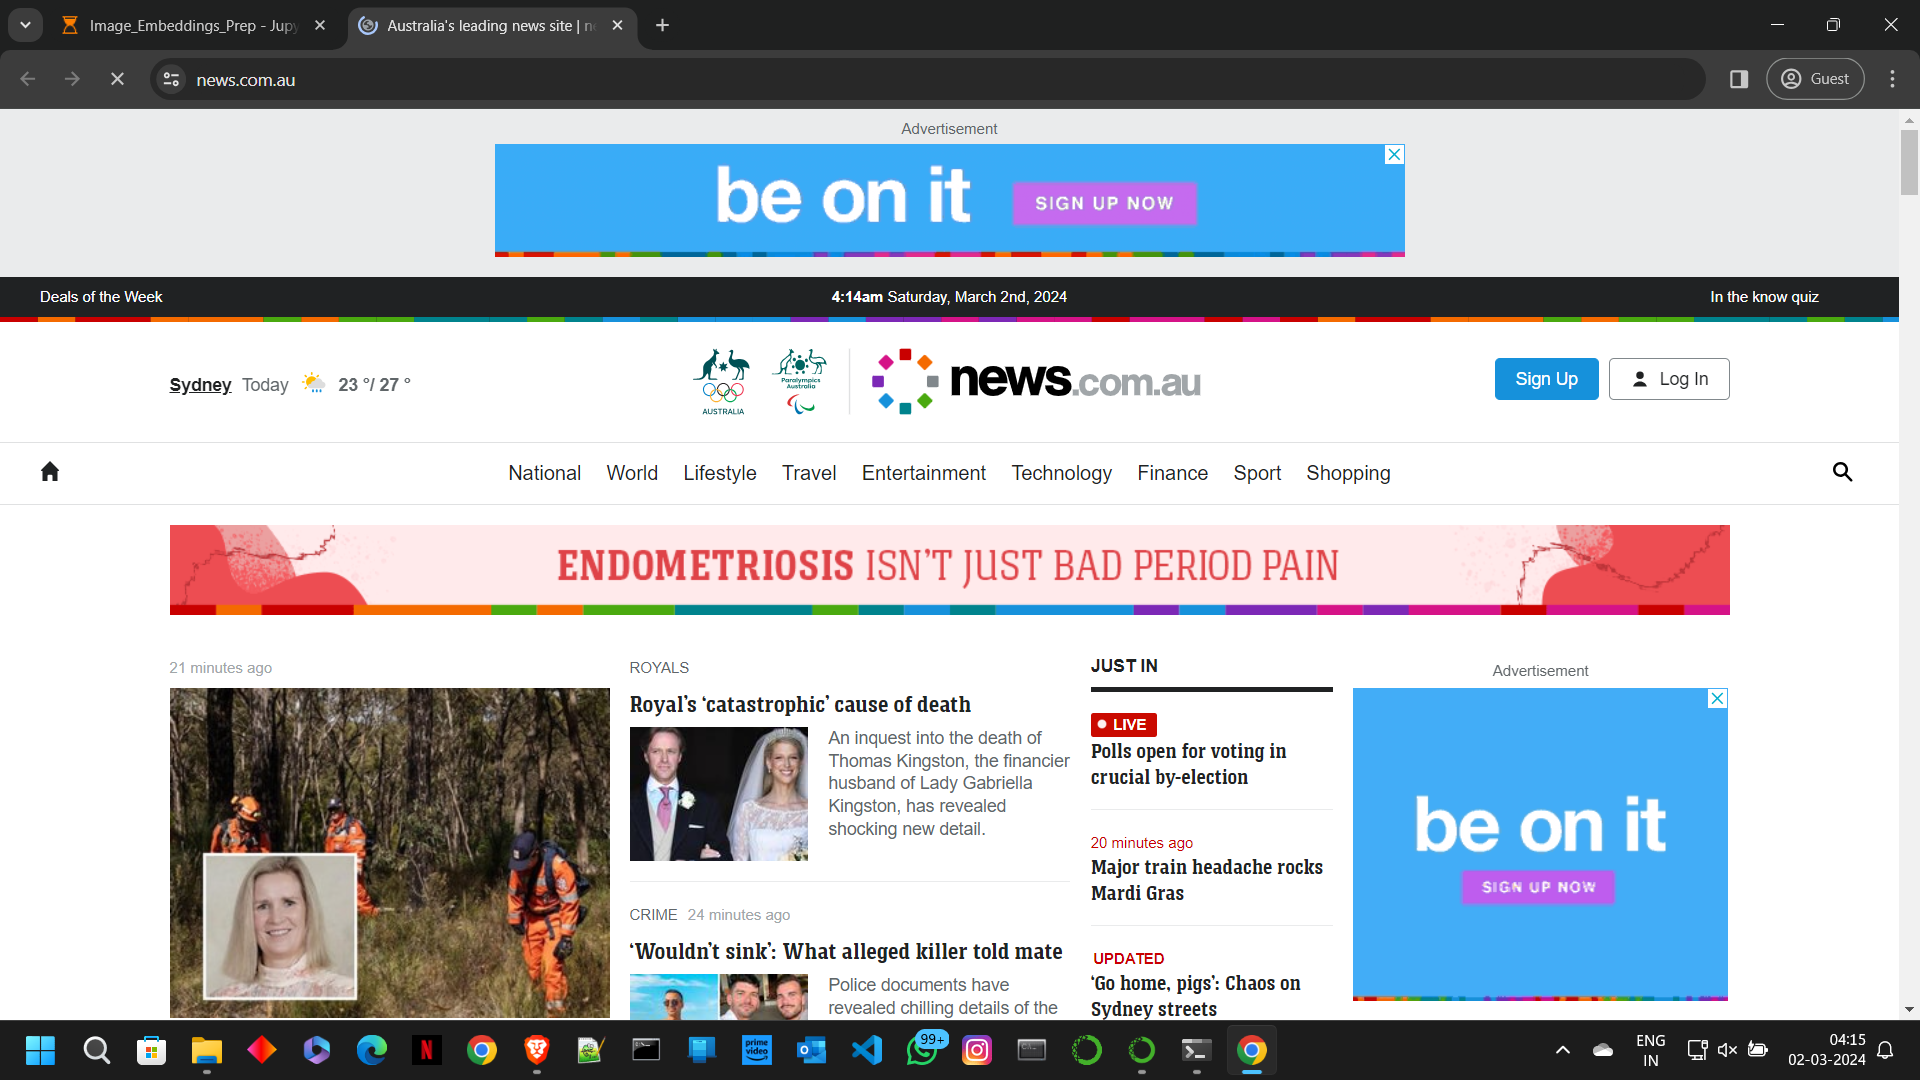 Image_Embeddings_Prep - Jupy
Australia's leading news site | ne
news.com.au
Guest
Advertisement
be on it
SIGN UP NOW
Deals of the Week
4:14am Saturday, March 2nd, 2024
In the know quiz
Sydney Today 23 °/ 27 °
AUSTRALIA
Paralympics
Australia
news.com.au
Sign Up
Log In
National
World
Lifestyle
Travel
Entertainment
Technology
Finance
Sport
Shopping
ENDOMETRIOSIS ISN'T JUST BAD PERIOD PAIN
21 minutes ago
ROYALS
Royal's ‘catastrophic’ cause of death
An inquest into the death of
Thomas Kingston, the financier
husband of Lady Gabriella
Kingston, has revealed
shocking new detail.
CRIME 24 minutes ago
‘Wouldn’t sink’: What alleged killer told mate
Police documents have
revealed chilling details of the
JUST IN
LIVE
Polls open for voting in
crucial by-election
20 minutes ago
Major train headache rocks
Mardi Gras
UPDATED
‘Go home, pigs’: Chaos on
Sydney streets
Advertisement
be on it
SIGN UP NOW
N
prime
video
99+
ENG
IN
04:15
02-03-2024